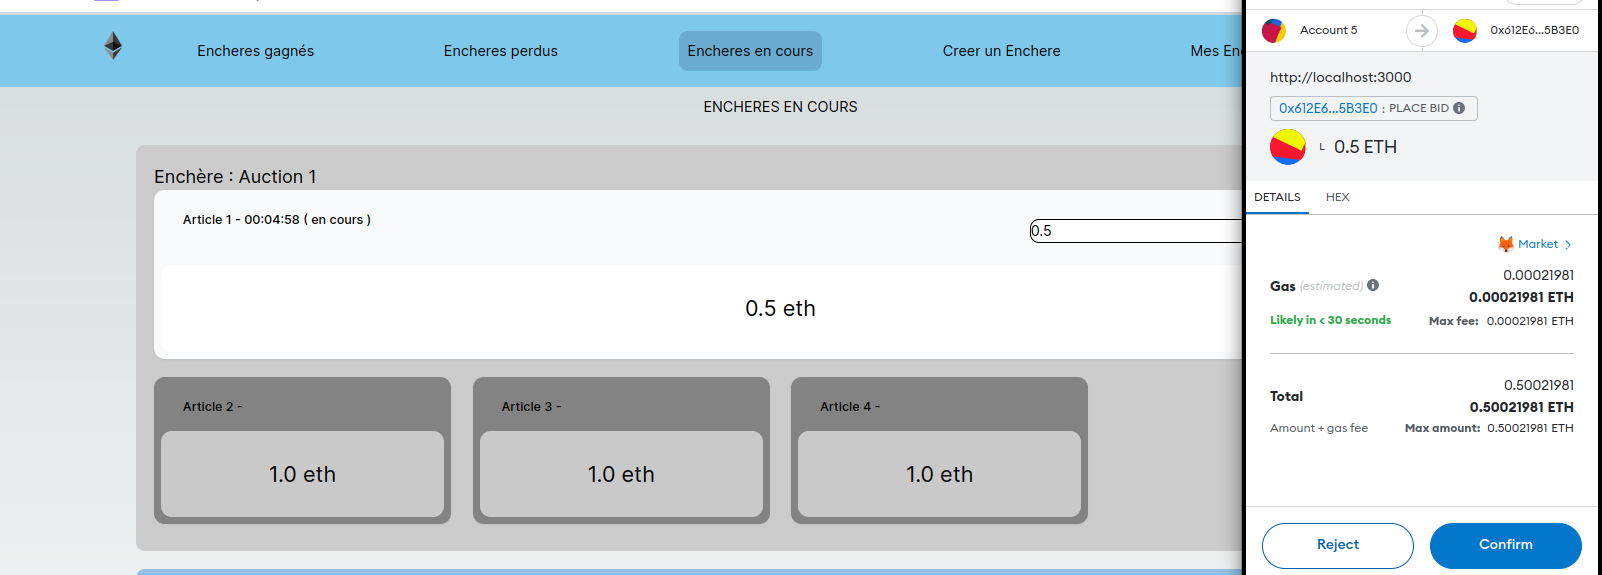 Encheres gagnés
Encheres perdus
Encheres en cours
Creer un Enchere
Mes En
ENCHERES EN COURS
Enchère : Auction 1
Article 1 - 00:04:58 ( en cours )
0.5
0.5 eth
Article 2 -
1.0 eth
Article 3 -
1.0 eth
Article 4 -
1.0 eth
Account 5
0x612E6...5B3E0
http://localhost:3000
0x612E6...5B3E0 : PLACE BID
0.5 ETH
DETAILS
HEX
Market
Gas (estimated)
0.00021981
0.00021981 ETH
Likely in < 30 seconds
Max fee: 0.00021981 ETH
Total
0.50021981
0.50021981 ETH
Amount + gas fee
Max amount: 0.50021981 ETH
Reject
Confirm